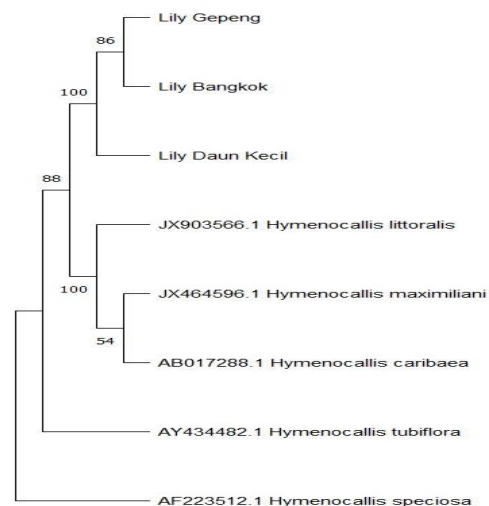 Lily Gepeng
86
Lily Bangkok
100
Lily Daun Kecil
88
JX903566.1 Hymenocallis littoralis
100
JX464596.1 Hymenocallis maximiliani
54
AB017288.1 Hymenocallis caribaea
AY434482.1 Hymenocallis tubiflora
AF223512.1 Hymenocallis speciosa